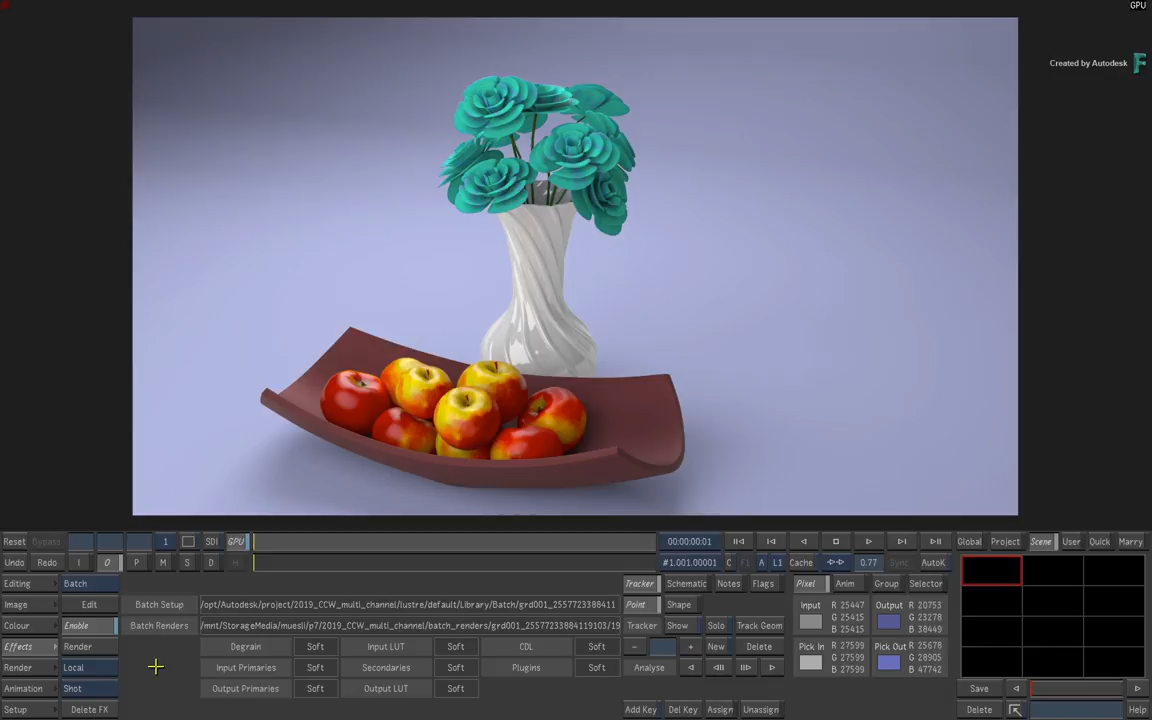 GPU
Created by Autodesk F
Reset Bypass 1 SDI GPU 00:00:00:01 Global Project Scene User Quick Marry
Undo Redo I O P M S D #1.001.00001 C F1 A L1 Cache 0.77 Sync AutoK
Editing Batch Tracker Schematic Notes Flags Pixel Anim Group Selector
Image Edit Batch Setup /opt/Autodesk/project/2019_CCW_multi_channel/lustre/default/Library/Batch/grd001_2557723388411 Point Shape Input R 25447 Output R 20753
G 25415 G 23278
Colour Enable Batch Renders /mnt/StorageMedia/muesli/p7/2019_CCW_multi_channel/batch_renders/grd001_2557723384119103/19 Tracker Show Solo Track Geom B 25415 B 38449
Effects Render Degrain Soft Input LUT Soft CDL Soft − + New Delete Pick In R 27599 Pick Out R 25678
G 27599 G 28905
Render Local Input Primaries Soft Secondaries Soft Plugins Soft Analyse B 27599 B 47742
Animation Shot Output Primaries Soft Output LUT Soft Save
Setup Delete FX Add Key Del Key Assign Unassign Delete Help